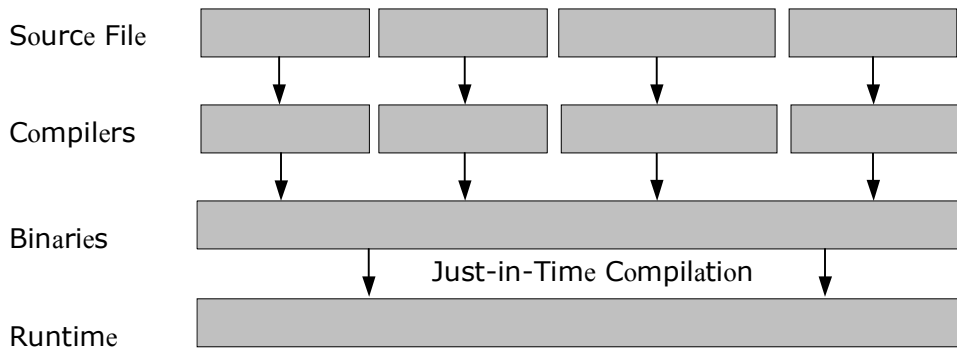 Source File
Compilers
Binaries
Just-in-Time Compilation
Runtime